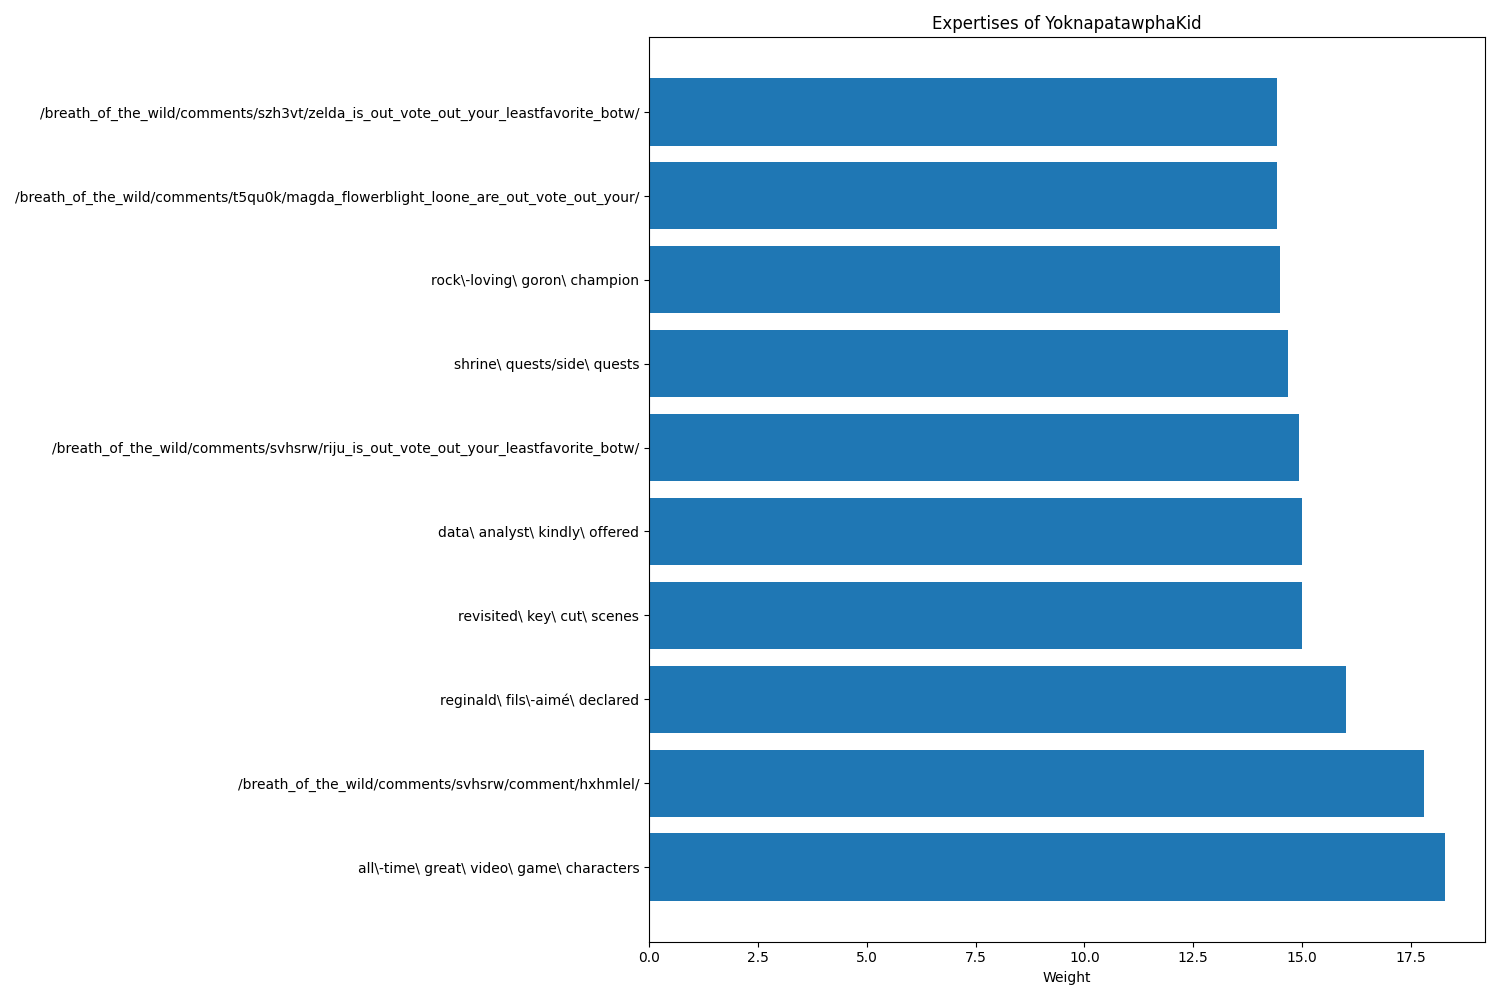 Expertises of YoknapatawphaKid
/breath_of_the_wild/comments/szh3vt/zelda_is_out_vote_out_your_leastfavorite_botw/
/breath_of_the_wild/comments/t5qu0k/magda_flowerblight_loone_are_out_vote_out_your/
rock\-loving\ goron\ champion
shrine\ quests/side\ quests
/breath_of_the_wild/comments/svhsrw/riju_is_out_vote_out_your_leastfavorite_botw/
data\ analyst\ kindly\ offered
revisited\ key\ cut\ scenes
reginald\ fils\-aimé\ declared
/breath_of_the_wild/comments/svhsrw/comment/hxhmlel/
all\-time\ great\ video\ game\ characters
0.0 2.5 5.0 7.5 10.0 12.5 15.0 17.5
Weight